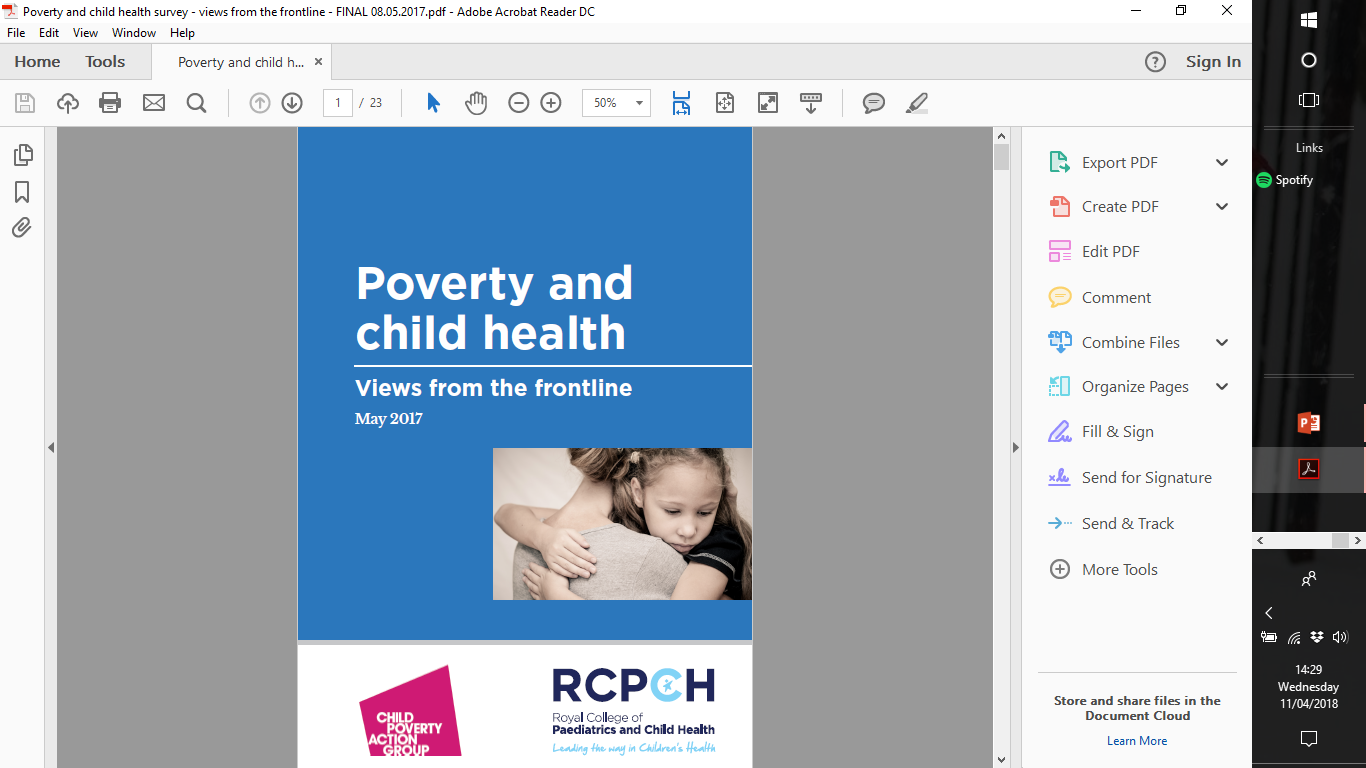 Poverty and child health survey - views from the frontline - FINAL 08.05.2017.pdf - Adobe Acrobat Reader DC
File Edit View Window Help
Home Tools Poverty and child h... ×
Sign In
1 / 23
50%
Poverty and
child health
Views from the frontline
May 2017
CHILD
POVERTY
ACTION
GROUP
RCPCH
Royal College of
Paediatrics and Child Health
Leading the way in Children's Health
Export PDF
Create PDF
Edit PDF
Comment
Combine Files
Organize Pages
Fill & Sign
Send for Signature
Send & Track
More Tools
Store and share files in the
Document Cloud
Learn More
Links
Spotify
14:29
Wednesday
11/04/2018